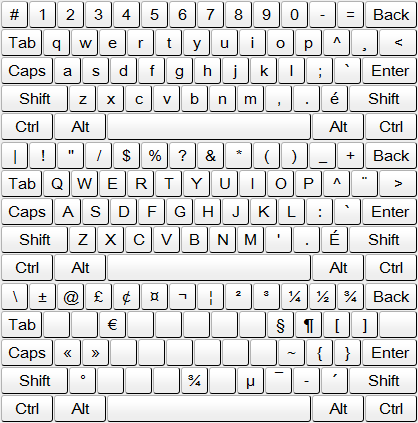 # 1 2 3 4 5 6 7 8 9 0 - = Back
Tab q w e r t y u i o p ^ ¸ <
Caps a s d f g h j k l ; ` Enter
Shift z x c v b n m , . é Shift
Ctrl Alt Alt Ctrl
| ! " / $ % ? & * ( ) _ + Back
Tab Q W E R T Y U I O P ^ ¨ >
Caps A S D F G H J K L : ` Enter
Shift Z X C V B N M ' . É Shift
Ctrl Alt Alt Ctrl
\ ± @ £ ¢ ¤ ¬ ¦ ² ³ ¼ ½ ¾ Back
Tab € § ¶ [ ]
Caps « » ~ { } Enter
Shift ° ¾ µ ¯ - ´ Shift
Ctrl Alt Alt Ctrl